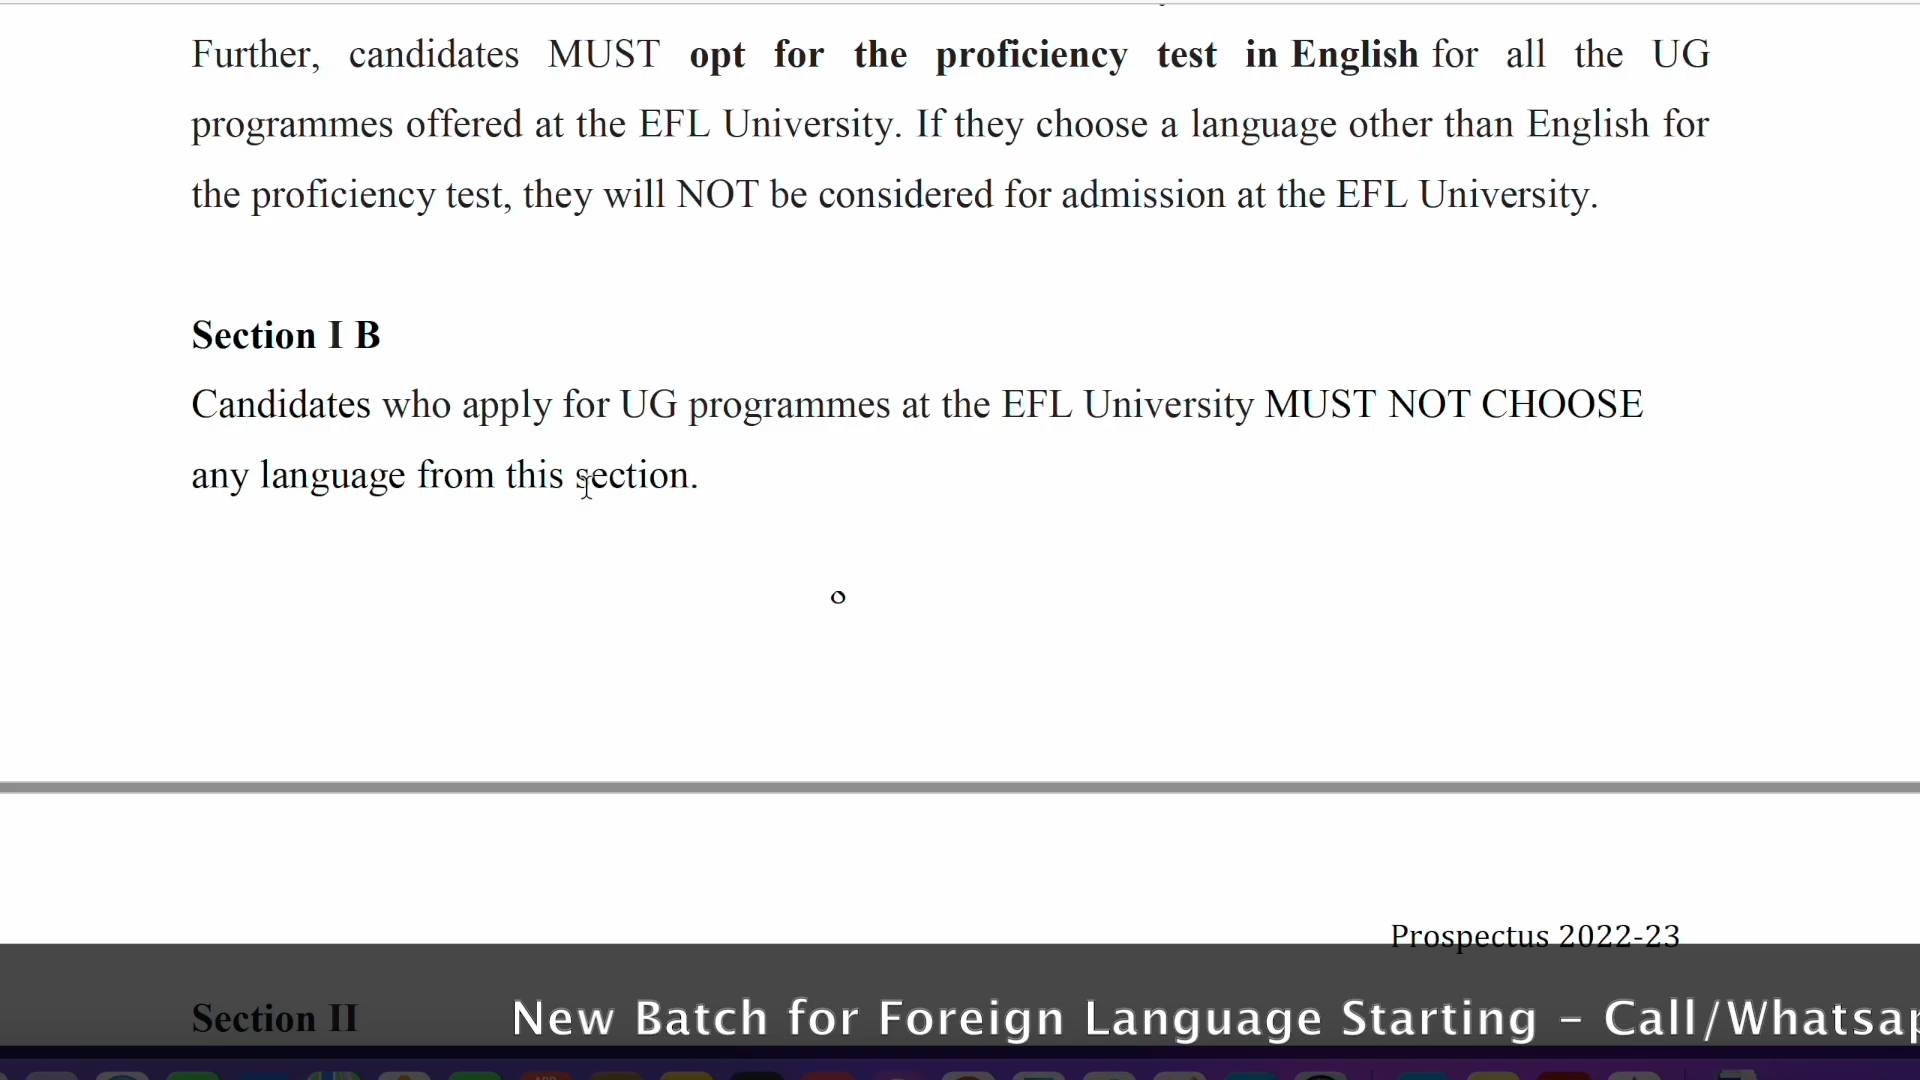 Further, candidates MUST opt for the proficiency test in English for all the UG
programmes offered at the EFL University. If they choose a language other than English for
the proficiency test, they will NOT be considered for admission at the EFL University.
Section I B
Candidates who apply for UG programmes at the EFL University MUST NOT CHOOSE
any language from this section.
Prospectus 2022-23
Section II
New Batch for Foreign Language Starting – Call/Whatsap